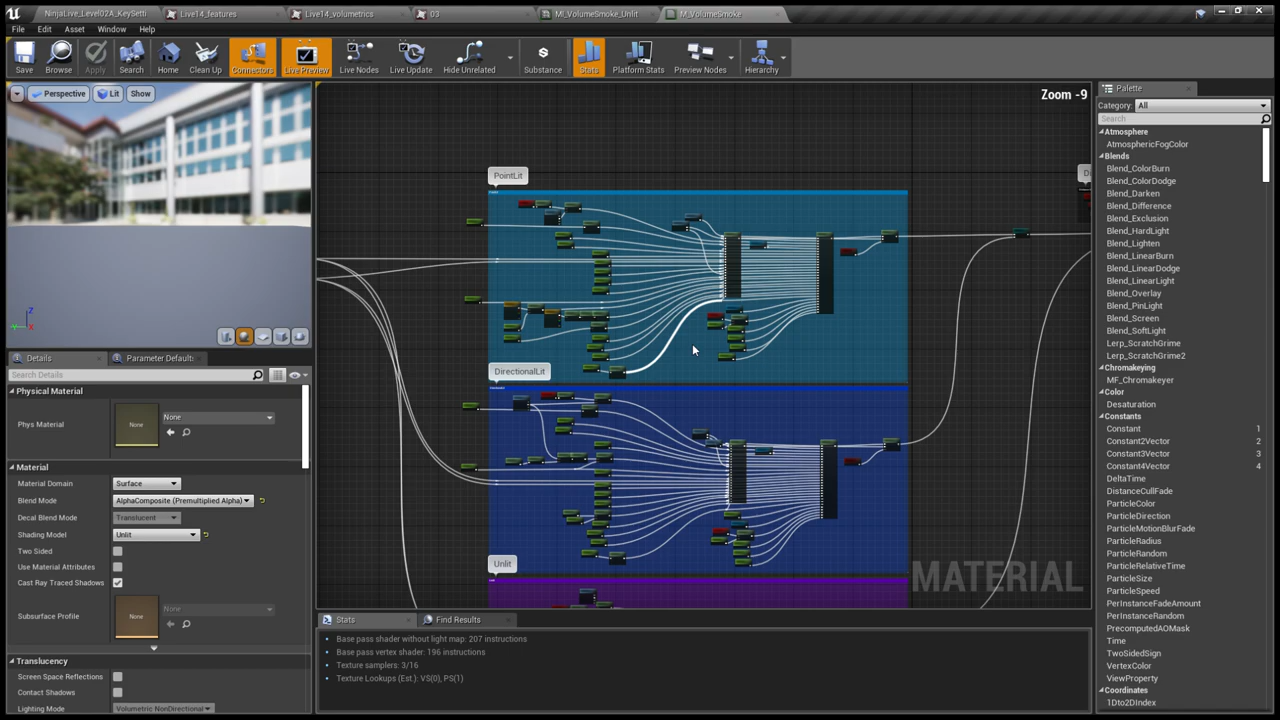 NinjaLive_Level02A_KeySetti
Live14_features
Live14_volumetrics
03
MI_VolumeSmoke_Unlit
M_VolumeSmoke
File Edit Asset Window Help
Save
Browse
Apply
Search
Home
Clean Up
Connectors
Live Preview
Live Nodes
Live Update
Hide Unrelated
Substance
Stats
Platform Stats
Preview Nodes
Hierarchy
Perspective
Lit
Show
Zoom -9
PointLit
DirectionalLit
Unlit
MATERIAL
Details
Parameter Defaults
Search Details
Physical Material
Phys Material
None
None
Material
Material Domain
Surface
Blend Mode
AlphaComposite (Premultiplied Alpha)
Decal Blend Mode
Translucent
Shading Model
Unlit
Two Sided
Use Material Attributes
Cast Ray Traced Shadows
Subsurface Profile
None
None
Translucency
Screen Space Reflections
Contact Shadows
Lighting Mode
Volumetric NonDirectional
Stats
Find Results
Base pass shader without light map: 207 instructions
Base pass vertex shader: 196 instructions
Texture samplers: 3/16
Texture Lookups (Est.): VS(0), PS(1)
Palette
Category: All
Search
Atmosphere
AtmosphericFogColor
Blends
Blend_ColorBurn
Blend_ColorDodge
Blend_Darken
Blend_Difference
Blend_Exclusion
Blend_HardLight
Blend_Lighten
Blend_LinearBurn
Blend_LinearDodge
Blend_LinearLight
Blend_Overlay
Blend_PinLight
Blend_Screen
Blend_SoftLight
Lerp_ScratchGrime
Lerp_ScratchGrime2
Chromakeying
MF_Chromakeyer
Color
Desaturation
Constants
Constant 1
Constant2Vector 2
Constant3Vector 3
Constant4Vector 4
DeltaTime
DistanceCullFade
ParticleColor
ParticleDirection
ParticleMotionBlurFade
ParticleRadius
ParticleRandom
ParticleRelativeTime
ParticleSize
ParticleSpeed
PerInstanceFadeAmount
PerInstanceRandom
PrecomputedAOMask
Time
TwoSidedSign
VertexColor
ViewProperty
Coordinates
1Dto2DIndex